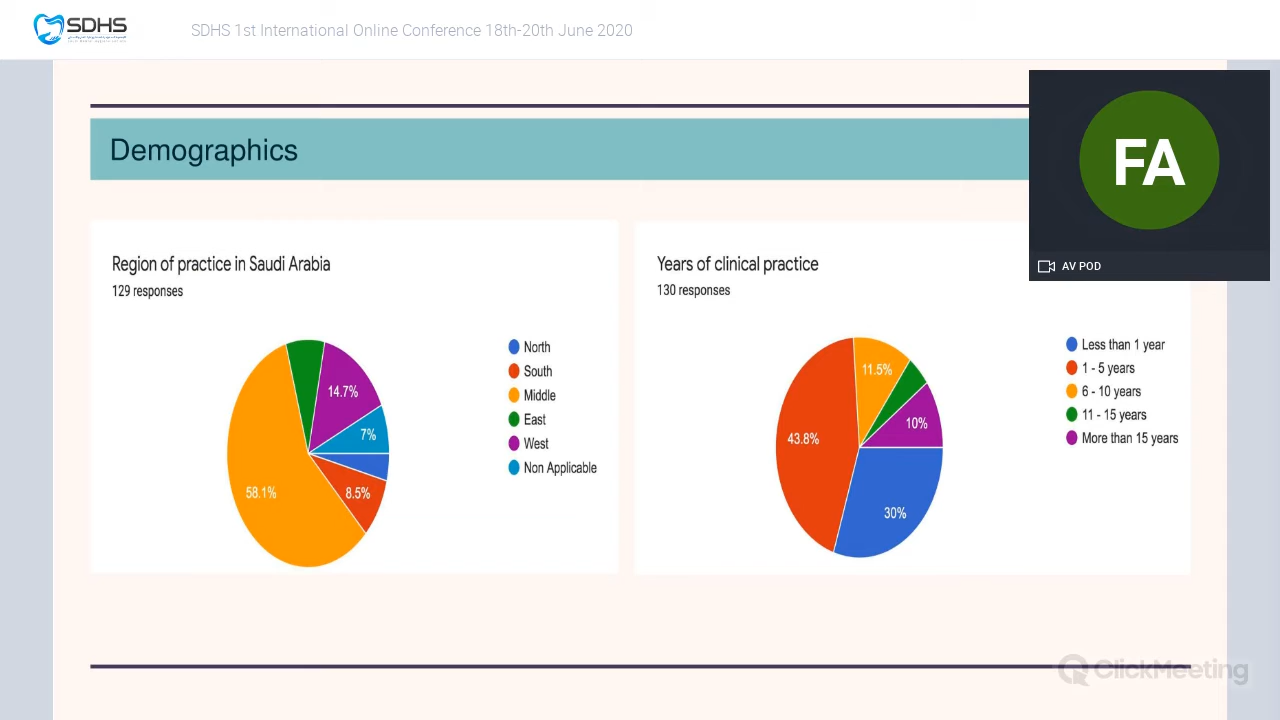 SDHS
SDHS 1st International Online Conference 18th-20th June 2020
Demographics
FA
AV POD
Region of practice in Saudi Arabia
129 responses
14.7%
7%
8.5%
58.1%
North
South
Middle
East
West
Non Applicable
Years of clinical practice
130 responses
11.5%
10%
43.8%
30%
Less than 1 year
1 - 5 years
6 - 10 years
11 - 15 years
More than 15 years
ClickMeeting